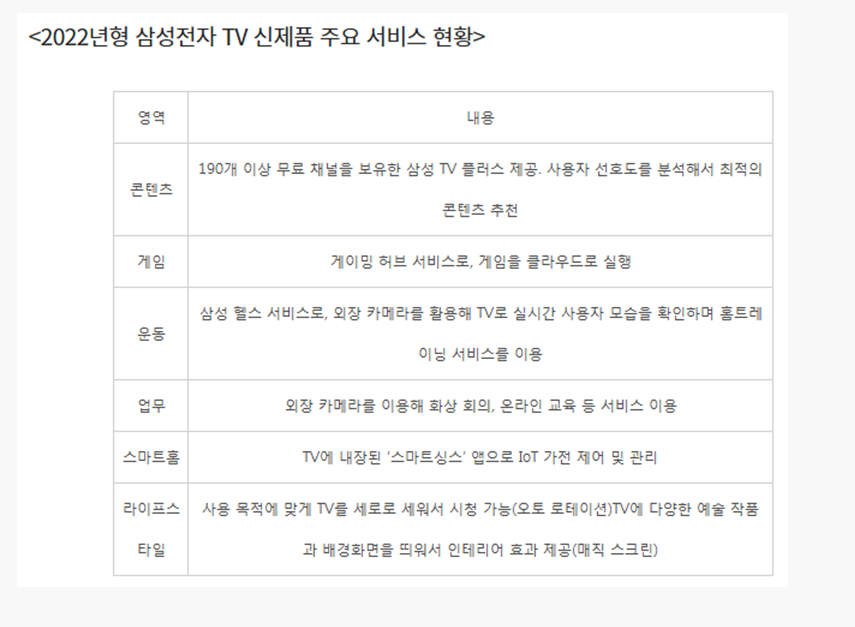 <2022년형 삼성전자 TV 신제품 주요 서비스 현황>
영역
내용
콘텐츠
190개 이상 무료 채널을 보유한 삼성 TV 플러스 제공. 사용자 선호도를 분석해서 최적의
콘텐츠 추천
게임
게이밍 허브 서비스로, 게임을 클라우드로 실행
운동
삼성 헬스 서비스로, 외장 카메라를 활용해 TV로 실시간 사용자 모습을 확인하며 홈트레
이닝 서비스를 이용
업무
외장 카메라를 이용해 화상 회의, 온라인 교육 등 서비스 이용
스마트홈
TV에 내장된 '스마트싱스' 앱으로 IoT 가전 제어 및 관리
라이프스
타일
사용 목적에 맞게 TV를 세로로 세워서 시청 가능(오토 로테이션)TV에 다양한 예술 작품
과 배경화면을 띄워서 인테리어 효과 제공(매직 스크린)